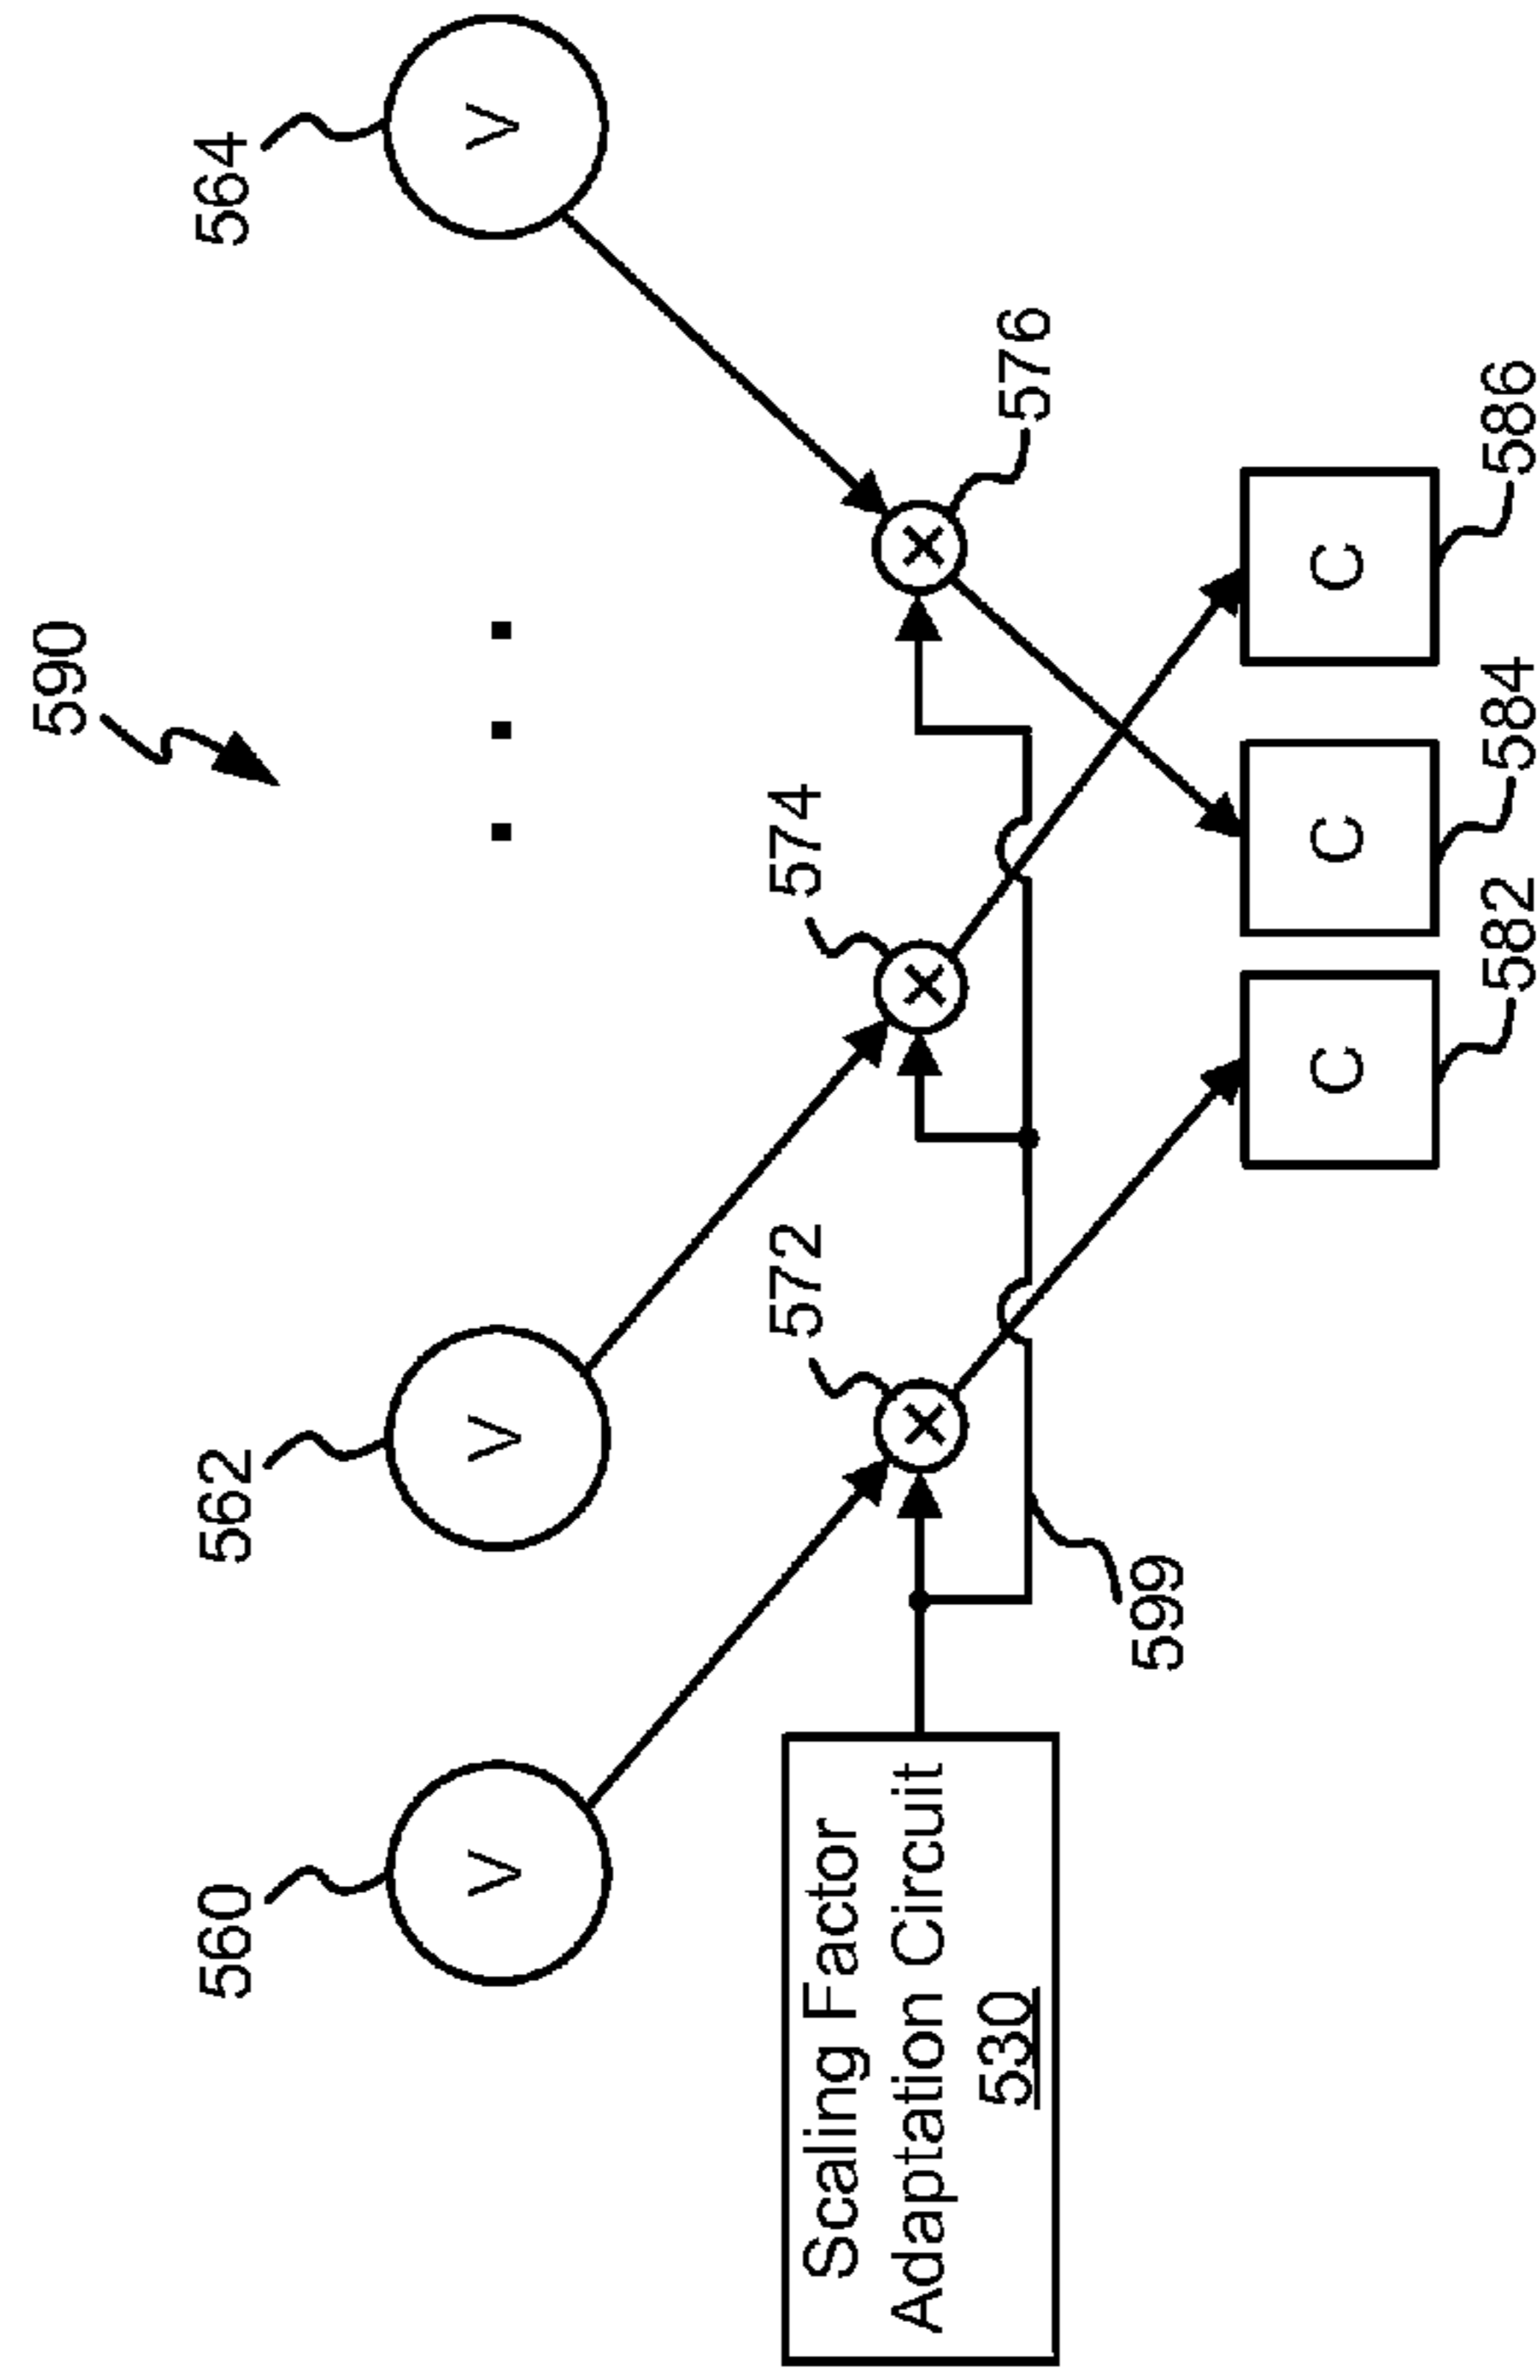 590
560
562
564
V
V
V
572
574
576
Scaling Factor
Adaptation Circuit
530
×
×
×
599
C
C
C
582
584
586